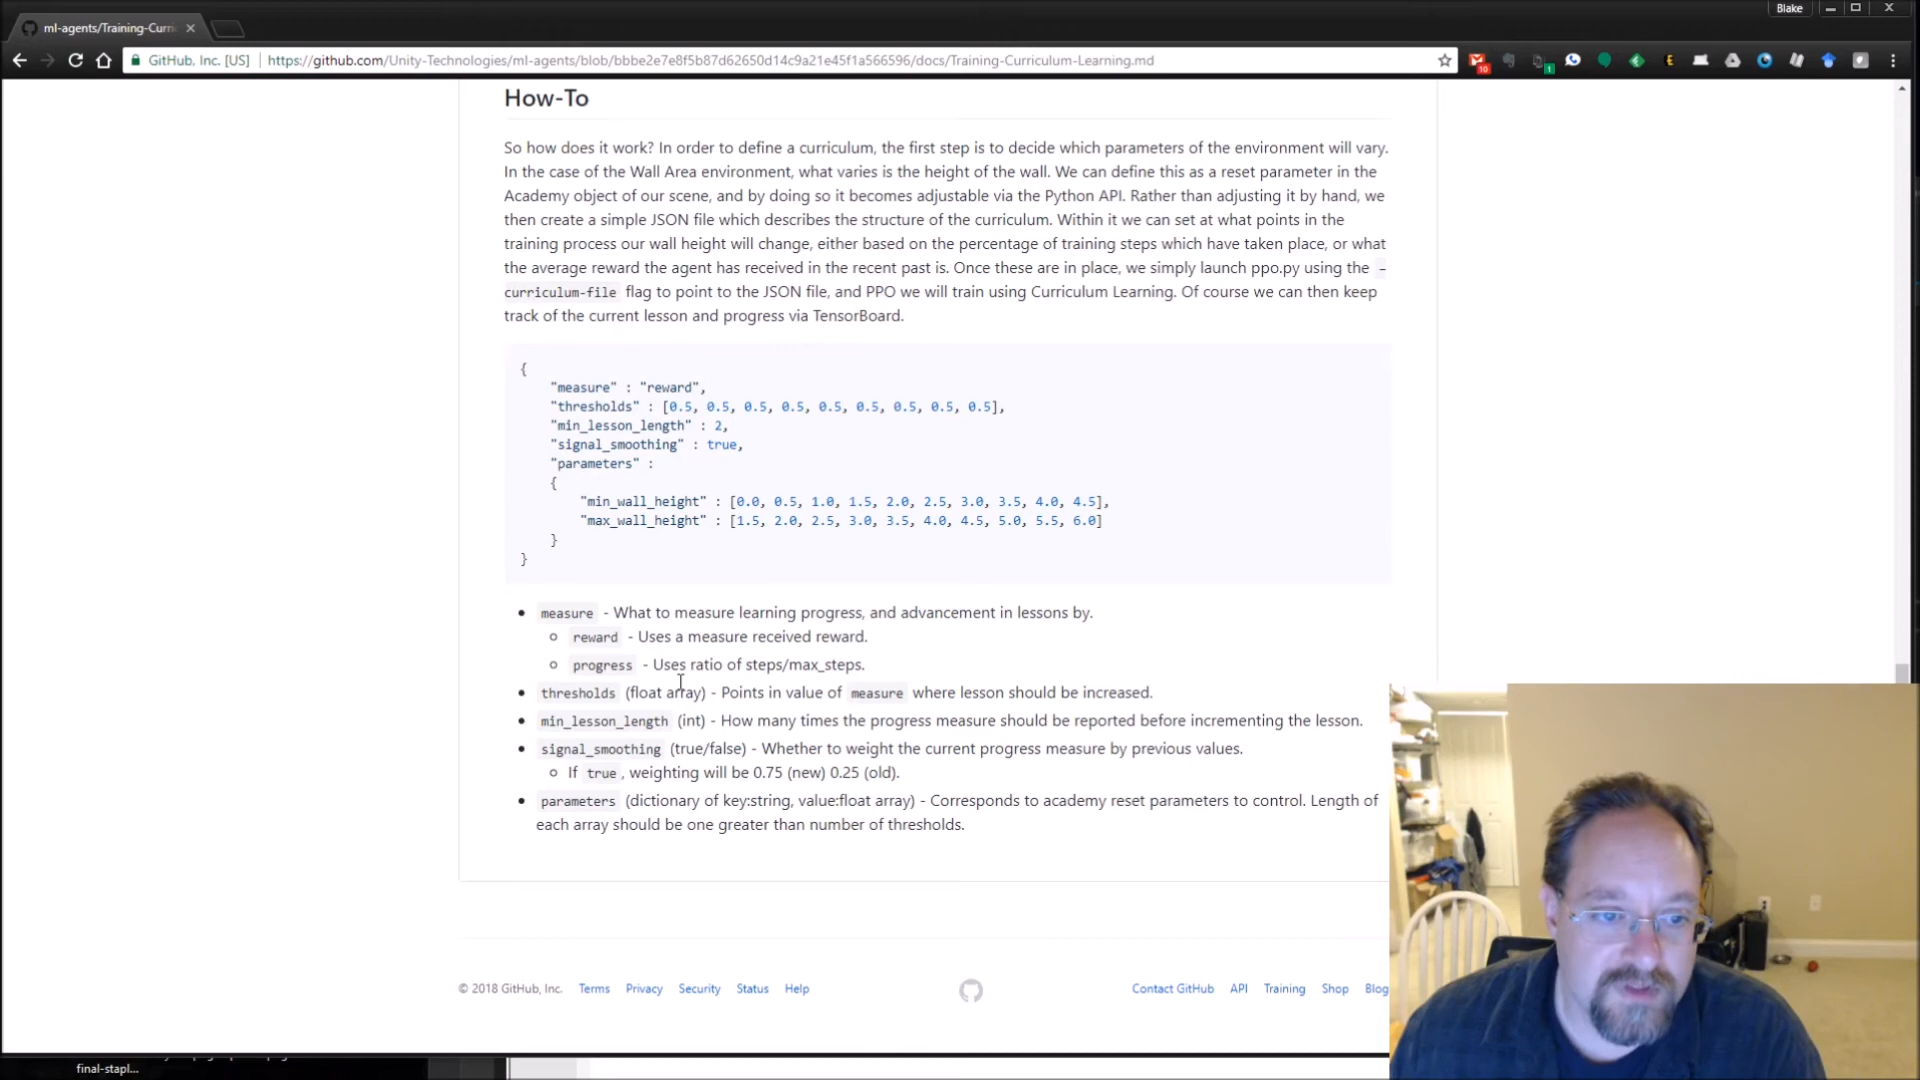 ml-agents/Training-Curri
Blake
GitHub, Inc. [US]
https://github.com/Unity-Technologies/ml-agents/blob/bbbe2e7e8f5b87d62650d14c9a21e45f1a566596/docs/Training-Curriculum-Learning.md
10
1
How-To
So how does it work? In order to define a curriculum, the first step is to decide which parameters of the environment will vary.
In the case of the Wall Area environment, what varies is the height of the wall. We can define this as a reset parameter in the
Academy object of our scene, and by doing so it becomes adjustable via the Python API. Rather than adjusting it by hand, we
then create a simple JSON file which describes the structure of the curriculum. Within it we can set at what points in the
training process our wall height will change, either based on the percentage of training steps which have taken place, or what
the average reward the agent has received in the recent past is. Once these are in place, we simply launch ppo.py using the -
curriculum-file flag to point to the JSON file, and PPO we will train using Curriculum Learning. Of course we can then keep
track of the current lesson and progress via TensorBoard.
{
"measure" : "reward",
"thresholds" : [0.5, 0.5, 0.5, 0.5, 0.5, 0.5, 0.5, 0.5, 0.5],
"min_lesson_length" : 2,
"signal_smoothing" : true,
"parameters" :
{
"min_wall_height" : [0.0, 0.5, 1.0, 1.5, 2.0, 2.5, 3.0, 3.5, 4.0, 4.5],
"max_wall_height" : [1.5, 2.0, 2.5, 3.0, 3.5, 4.0, 4.5, 5.0, 5.5, 6.0]
}
}
measure - What to measure learning progress, and advancement in lessons by.
reward - Uses a measure received reward.
progress - Uses ratio of steps/max_steps.
thresholds (float array) - Points in value of measure where lesson should be increased.
min_lesson_length (int) - How many times the progress measure should be reported before incrementing the lesson.
signal_smoothing (true/false) - Whether to weight the current progress measure by previous values.
If true, weighting will be 0.75 (new) 0.25 (old).
parameters (dictionary of key:string, value:float array) - Corresponds to academy reset parameters to control. Length of
each array should be one greater than number of thresholds.
© 2018 GitHub, Inc. Terms Privacy Security Status Help
Contact GitHub API Training Shop Blog
final-stapl...